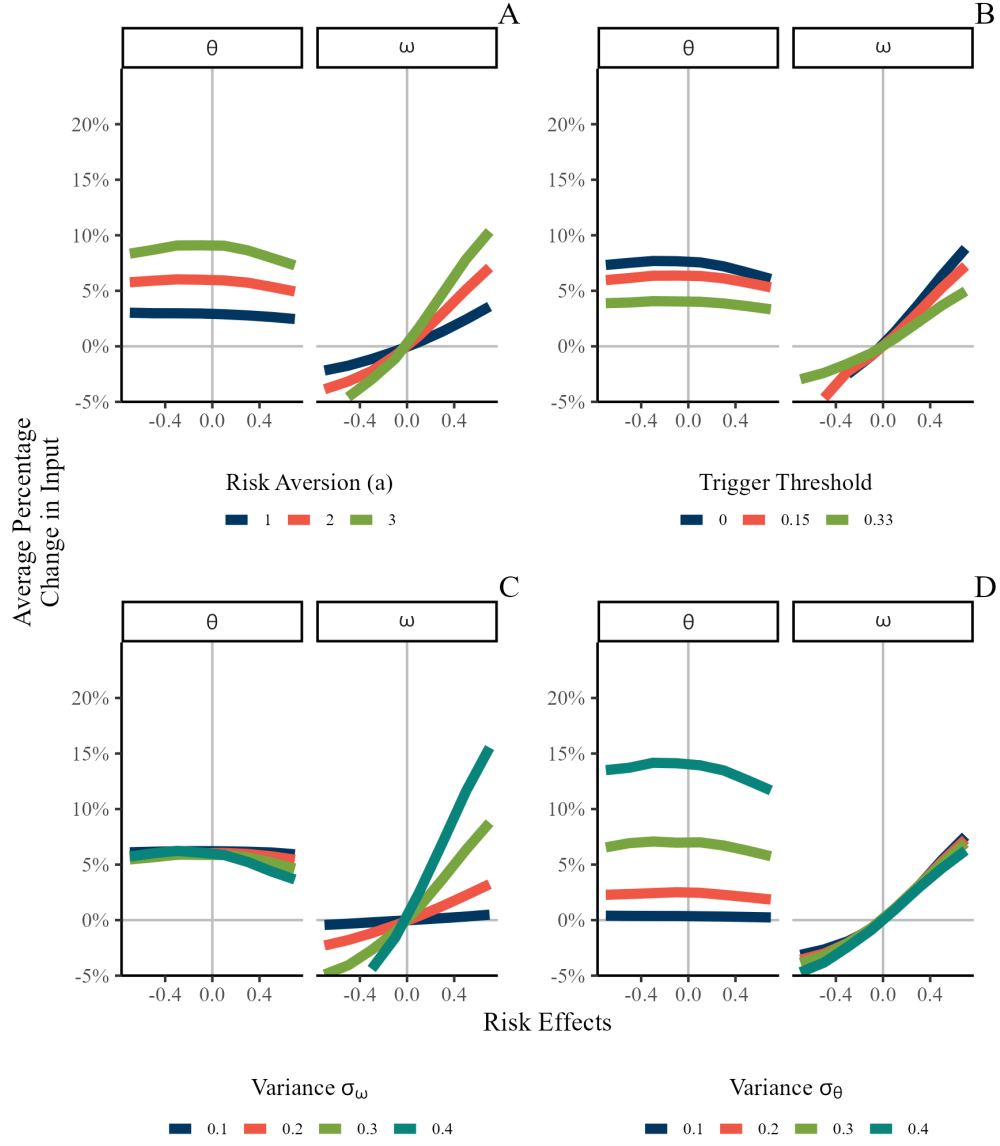 A
B
θ
ω
θ
ω
20%
15%
10%
5%
0%
-5%
20%
15%
10%
5%
0%
-5%
-0.4 0.0 0.4
-0.4 0.0 0.4
-0.4 0.0 0.4
-0.4 0.0 0.4
Risk Aversion (a)
1 2 3
Trigger Threshold
0 0.15 0.33
Average Percentage
Change in Input
C
D
θ
ω
θ
ω
20%
15%
10%
5%
0%
-5%
20%
15%
10%
5%
0%
-5%
-0.4 0.0 0.4
-0.4 0.0 0.4
-0.4 0.0 0.4
-0.4 0.0 0.4
Risk Effects
Variance σω
0.1 0.2 0.3 0.4
Variance σθ
0.1 0.2 0.3 0.4